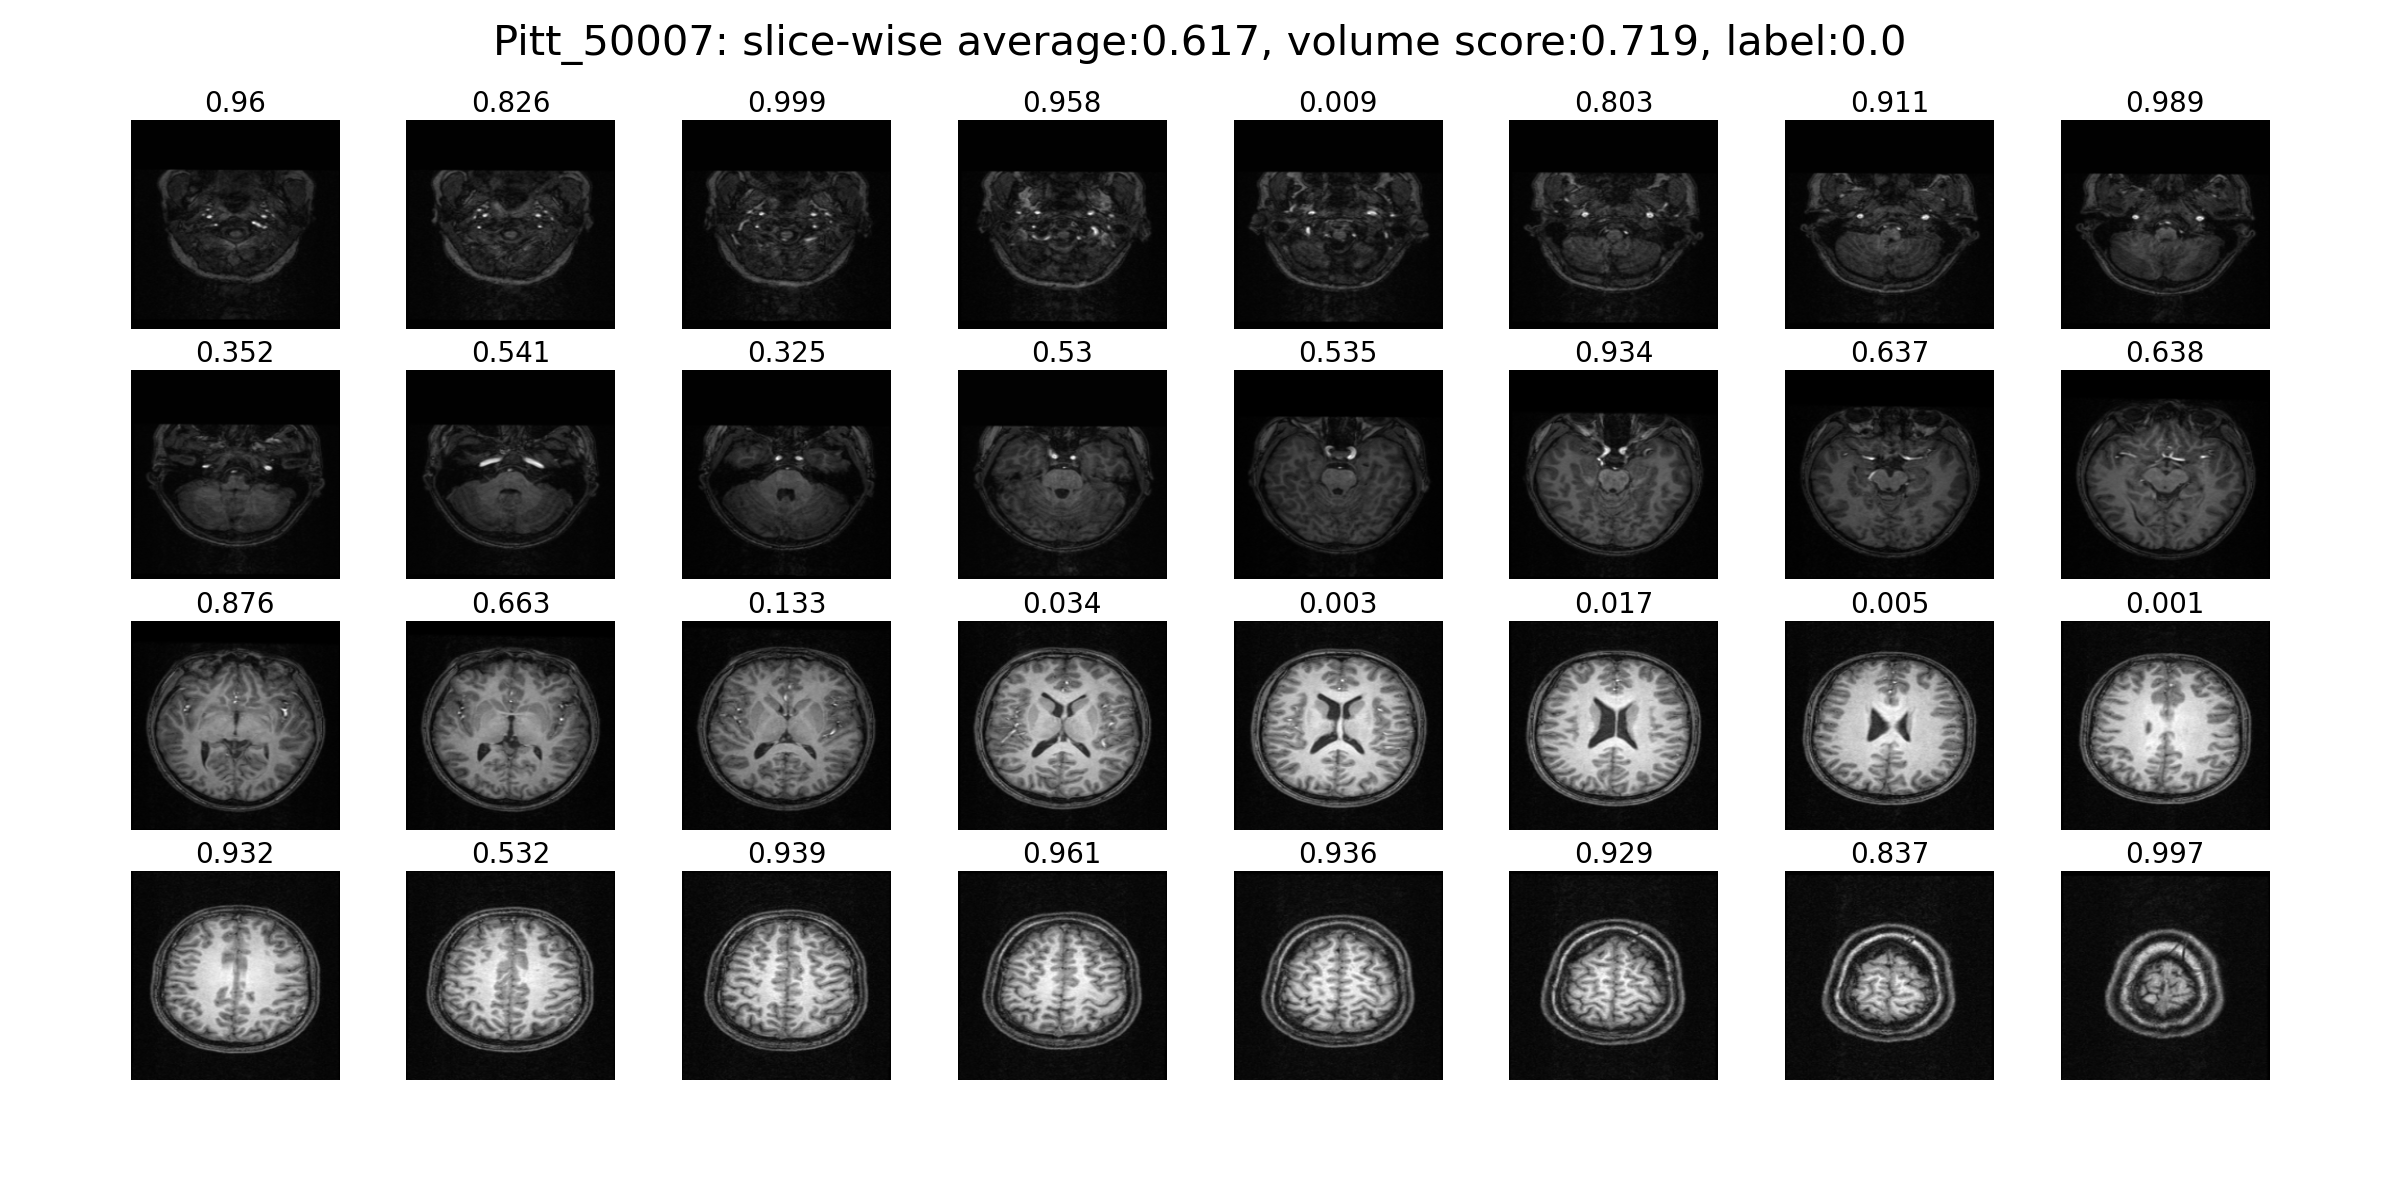 Pitt_50007: slice-wise average:0.617, volume score:0.719, label:0.0
0.96 0.826 0.999 0.958 0.009 0.803 0.911 0.989
0.352 0.541 0.325 0.53 0.535 0.934 0.637 0.638
0.876 0.663 0.133 0.034 0.003 0.017 0.005 0.001
0.932 0.532 0.939 0.961 0.936 0.929 0.837 0.997